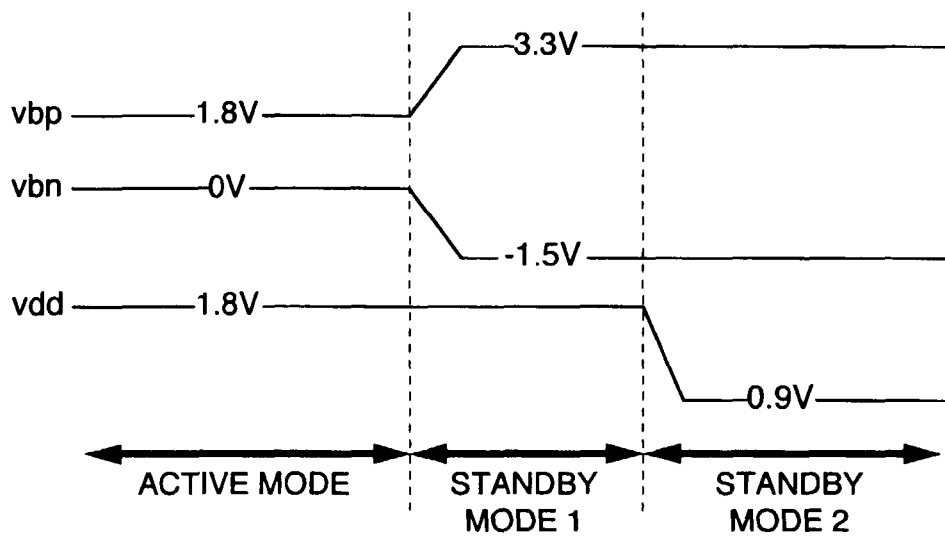 3.3V
vbp 1.8V
vbn 0V
-1.5V
vdd 1.8V
0.9V
ACTIVE MODE
STANDBY MODE 1
STANDBY MODE 2